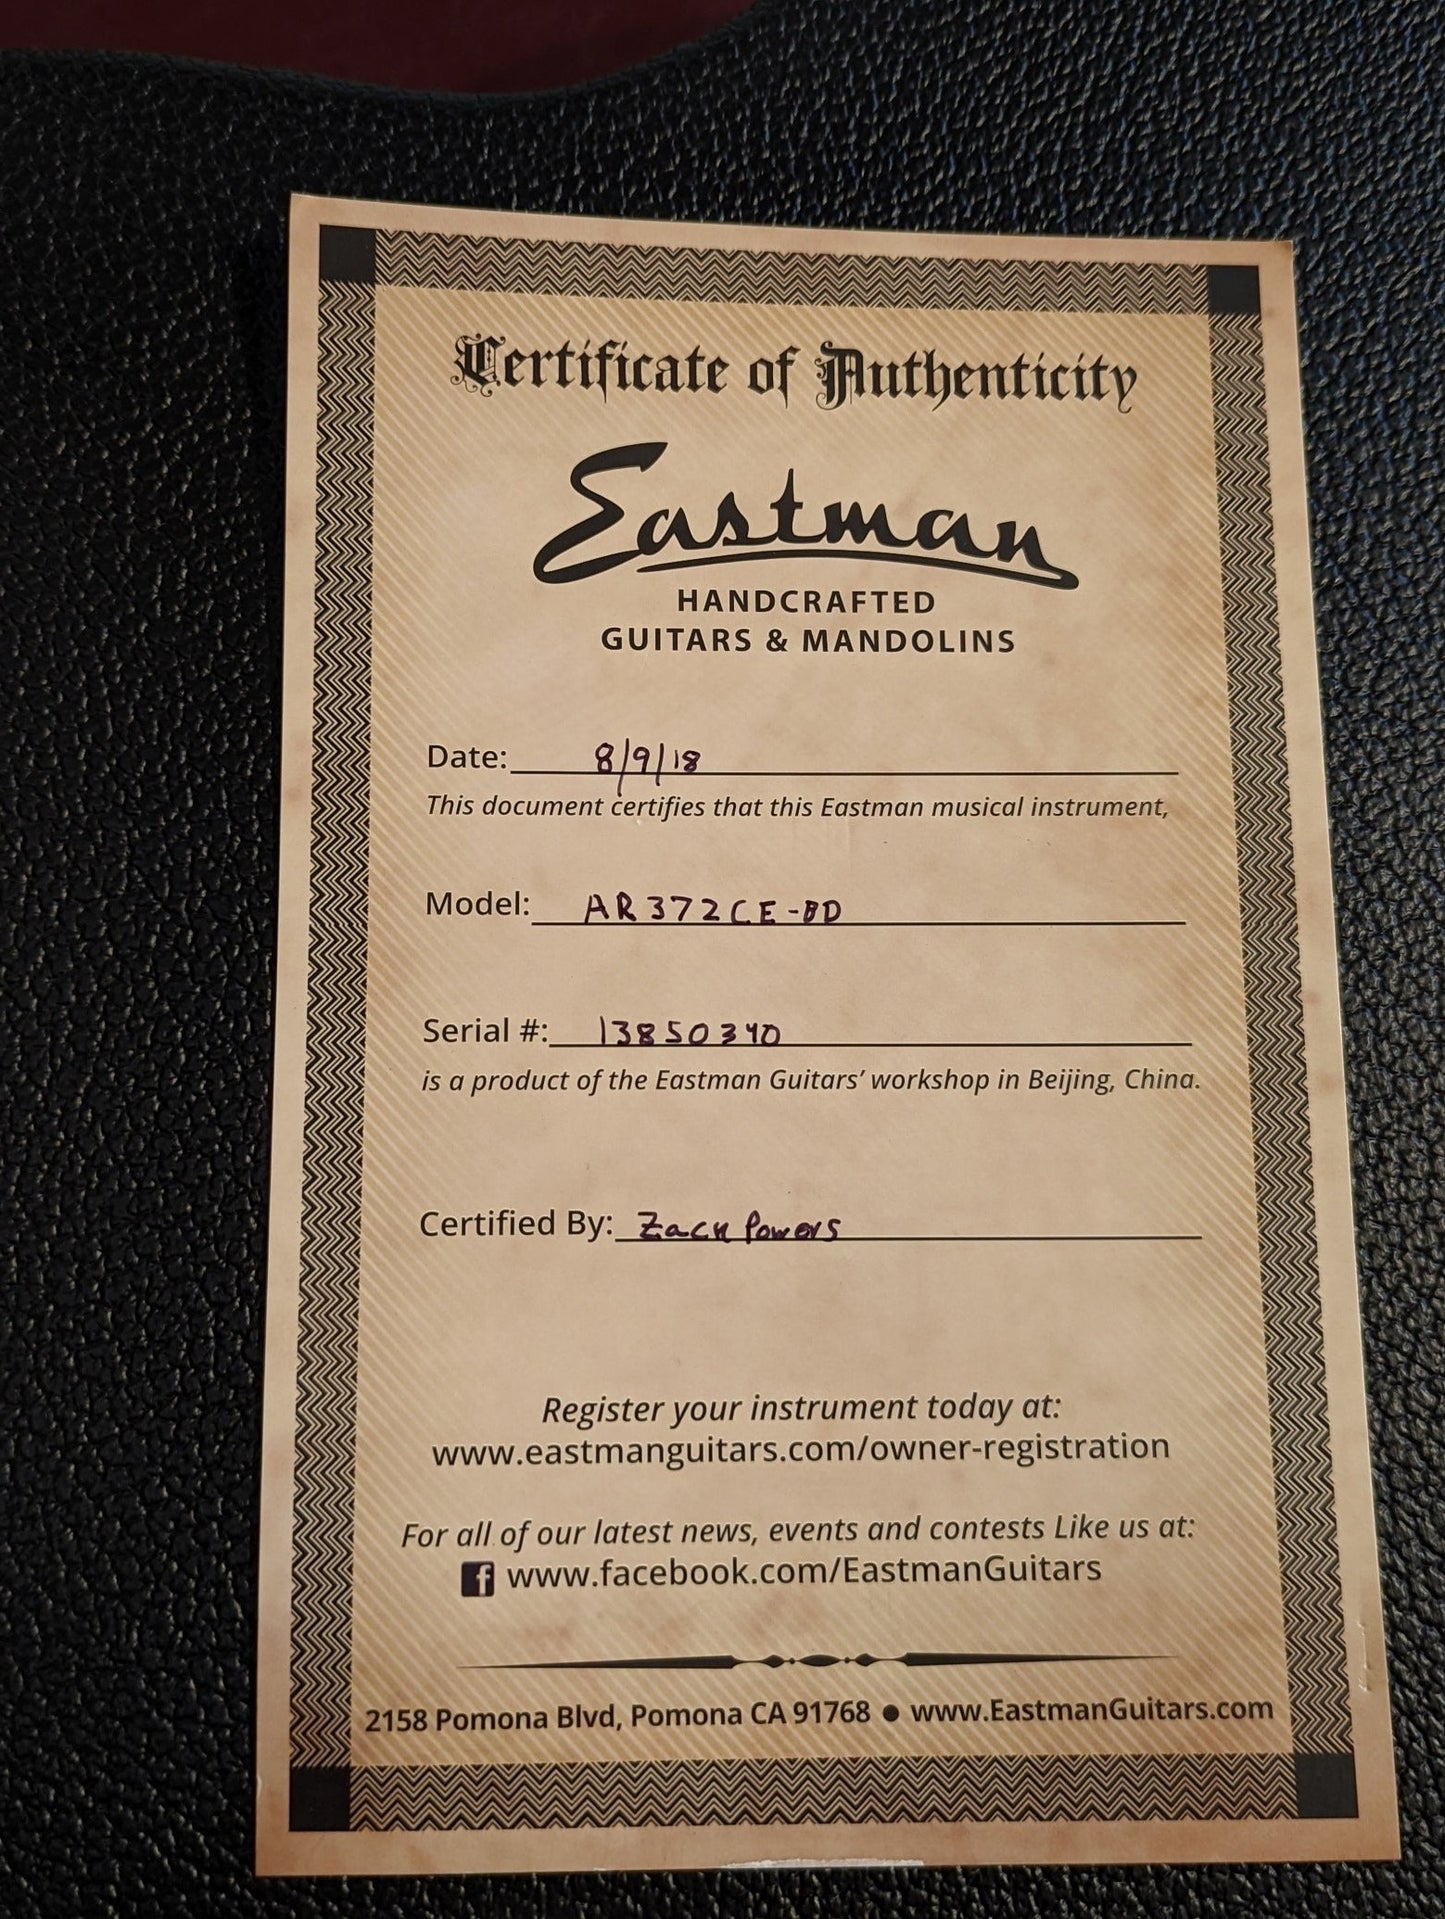 Certificate of Authenticity
Eastman
HANDCRAFTED
GUITARS & MANDOLINS
Date: 8/9/18
This document certifies that this Eastman musical instrument,
Model: AR372CE-BD
Serial #: 13850340
is a product of the Eastman Guitars’ workshop in Beijing, China.
Certified By: Zack Powers
Register your instrument today at:
www.eastmanguitars.com/owner-registration
For all of our latest news, events and contests Like us at:
f www.facebook.com/EastmanGuitars
2158 Pomona Blvd, Pomona CA 91768 ● www.EastmanGuitars.com